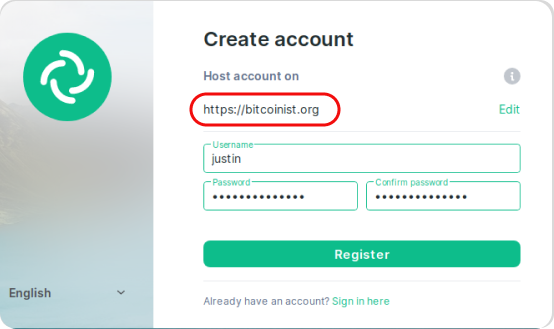 Create account
Host account on
https://bitcoinist.org Edit
Username
justin
Password Confirm password
Register
English
Already have an account? Sign in here